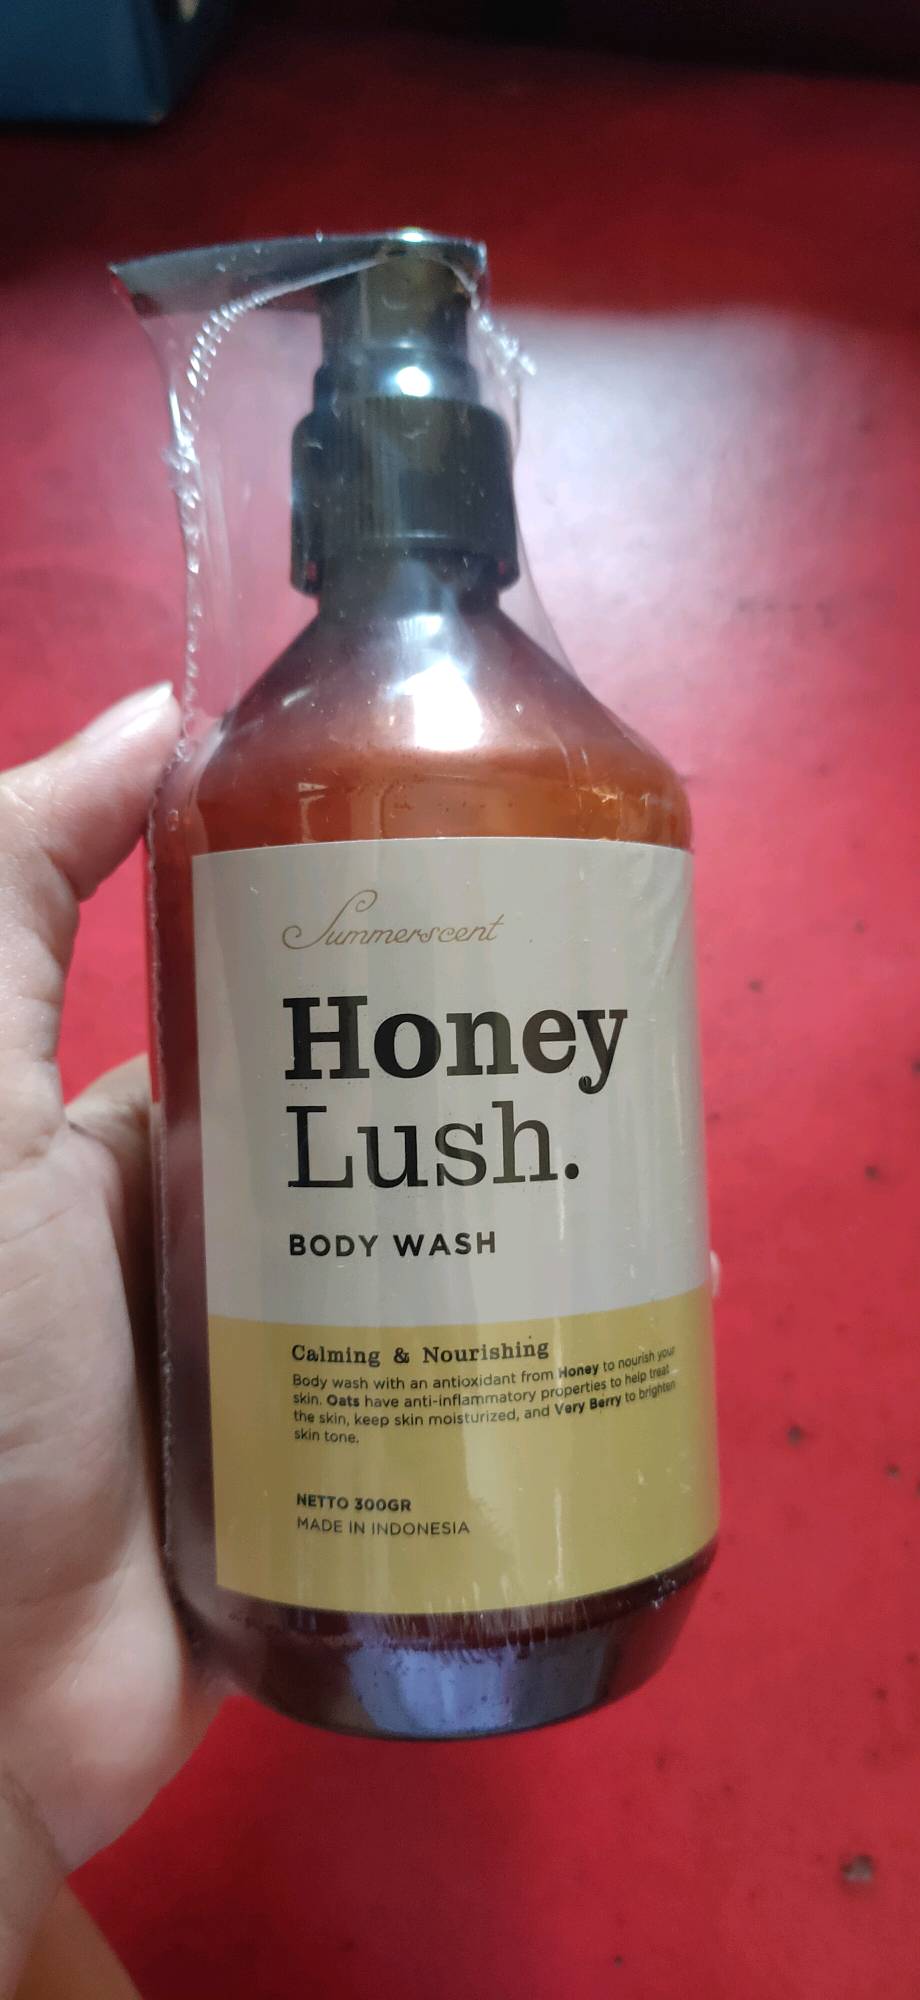 Summerscent
Honey
Lush.
BODY WASH
Calming & Nourishing
Body wash with an antioxidant from Honey to nourish your
skin. Oats have anti-inflammatory properties to help treat
the skin, keep skin moisturized, and Very Berry to brighten
skin tone.
NETTO 300GR
MADE IN INDONESIA